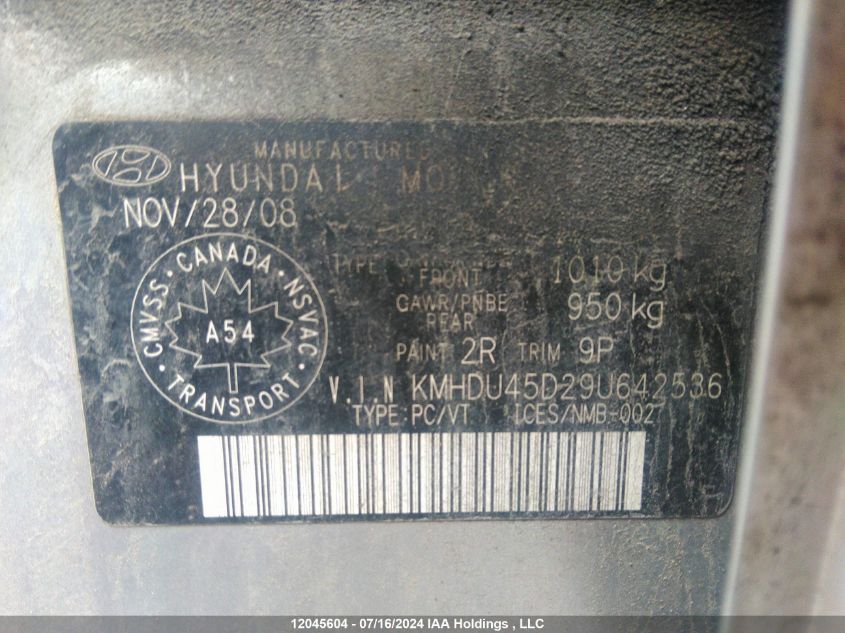 MANUFACTURED
HYUNDAI MO
NOV/28/08
CMVSS · CANADA · NSVAC
A54
TRANSPORT
TYPE
FRONT 1010 kg
GAWR/PNBE
REAR 950 kg
PAINT 2R TRIM 9P
V.I.N KMHDU45D29U642536
TYPE:PC/VT ICES/NMB-002
12045604 - 07/16/2024 IAA Holdings , LLC